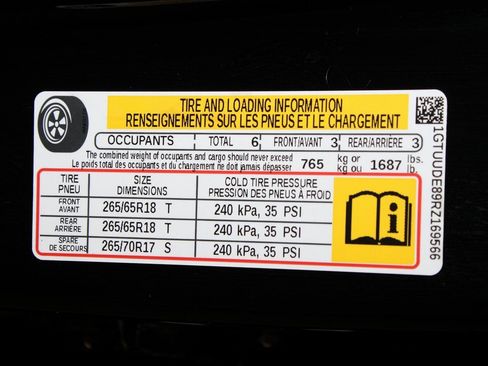 TIRE AND LOADING INFORMATION
RENSEIGNEMENTS SUR LES PNEUS ET LE CHARGEMENT
OCCUPANTS TOTAL 6 FRONT/AVANT 3 REAR/ARRIÈRE 3
The combined weight of occupants and cargo should never exceed 765 kg or 1687 lbs.
Le poids total des occupants et du chargement ne doit jamais dépasser kg ou lb.
TIRE PNEU SIZE DIMENSIONS COLD TIRE PRESSURE PRESSION DES PNEUS À FROID
FRONT AVANT 265/65R18 T 240 kPa, 35 PSI
REAR ARRIÈRE 265/65R18 T 240 kPa, 35 PSI
SPARE DE SECOURS 265/70R17 S 240 kPa, 35 PSI
1GTUUDE89RZ169566